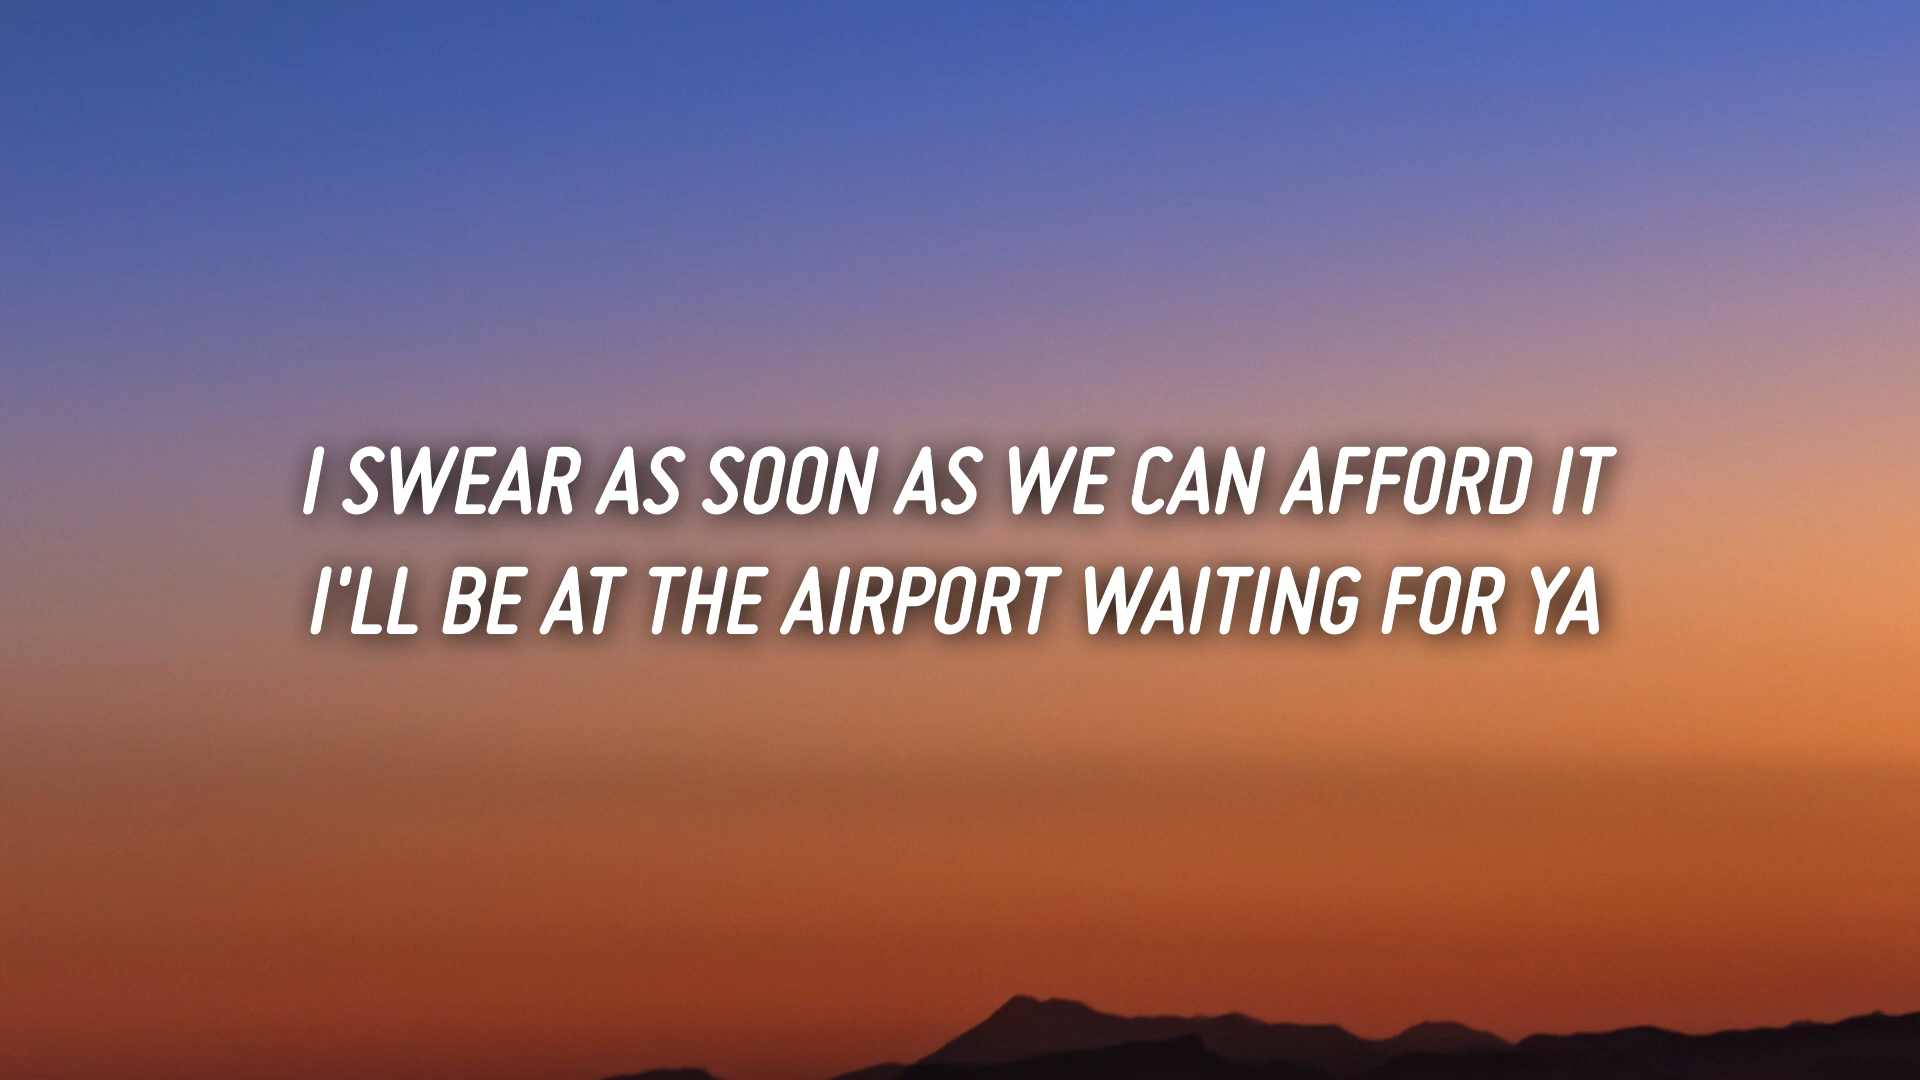 I SWEAR AS SOON AS WE CAN AFFORD IT
I'LL BE AT THE AIRPORT WAITING FOR YA